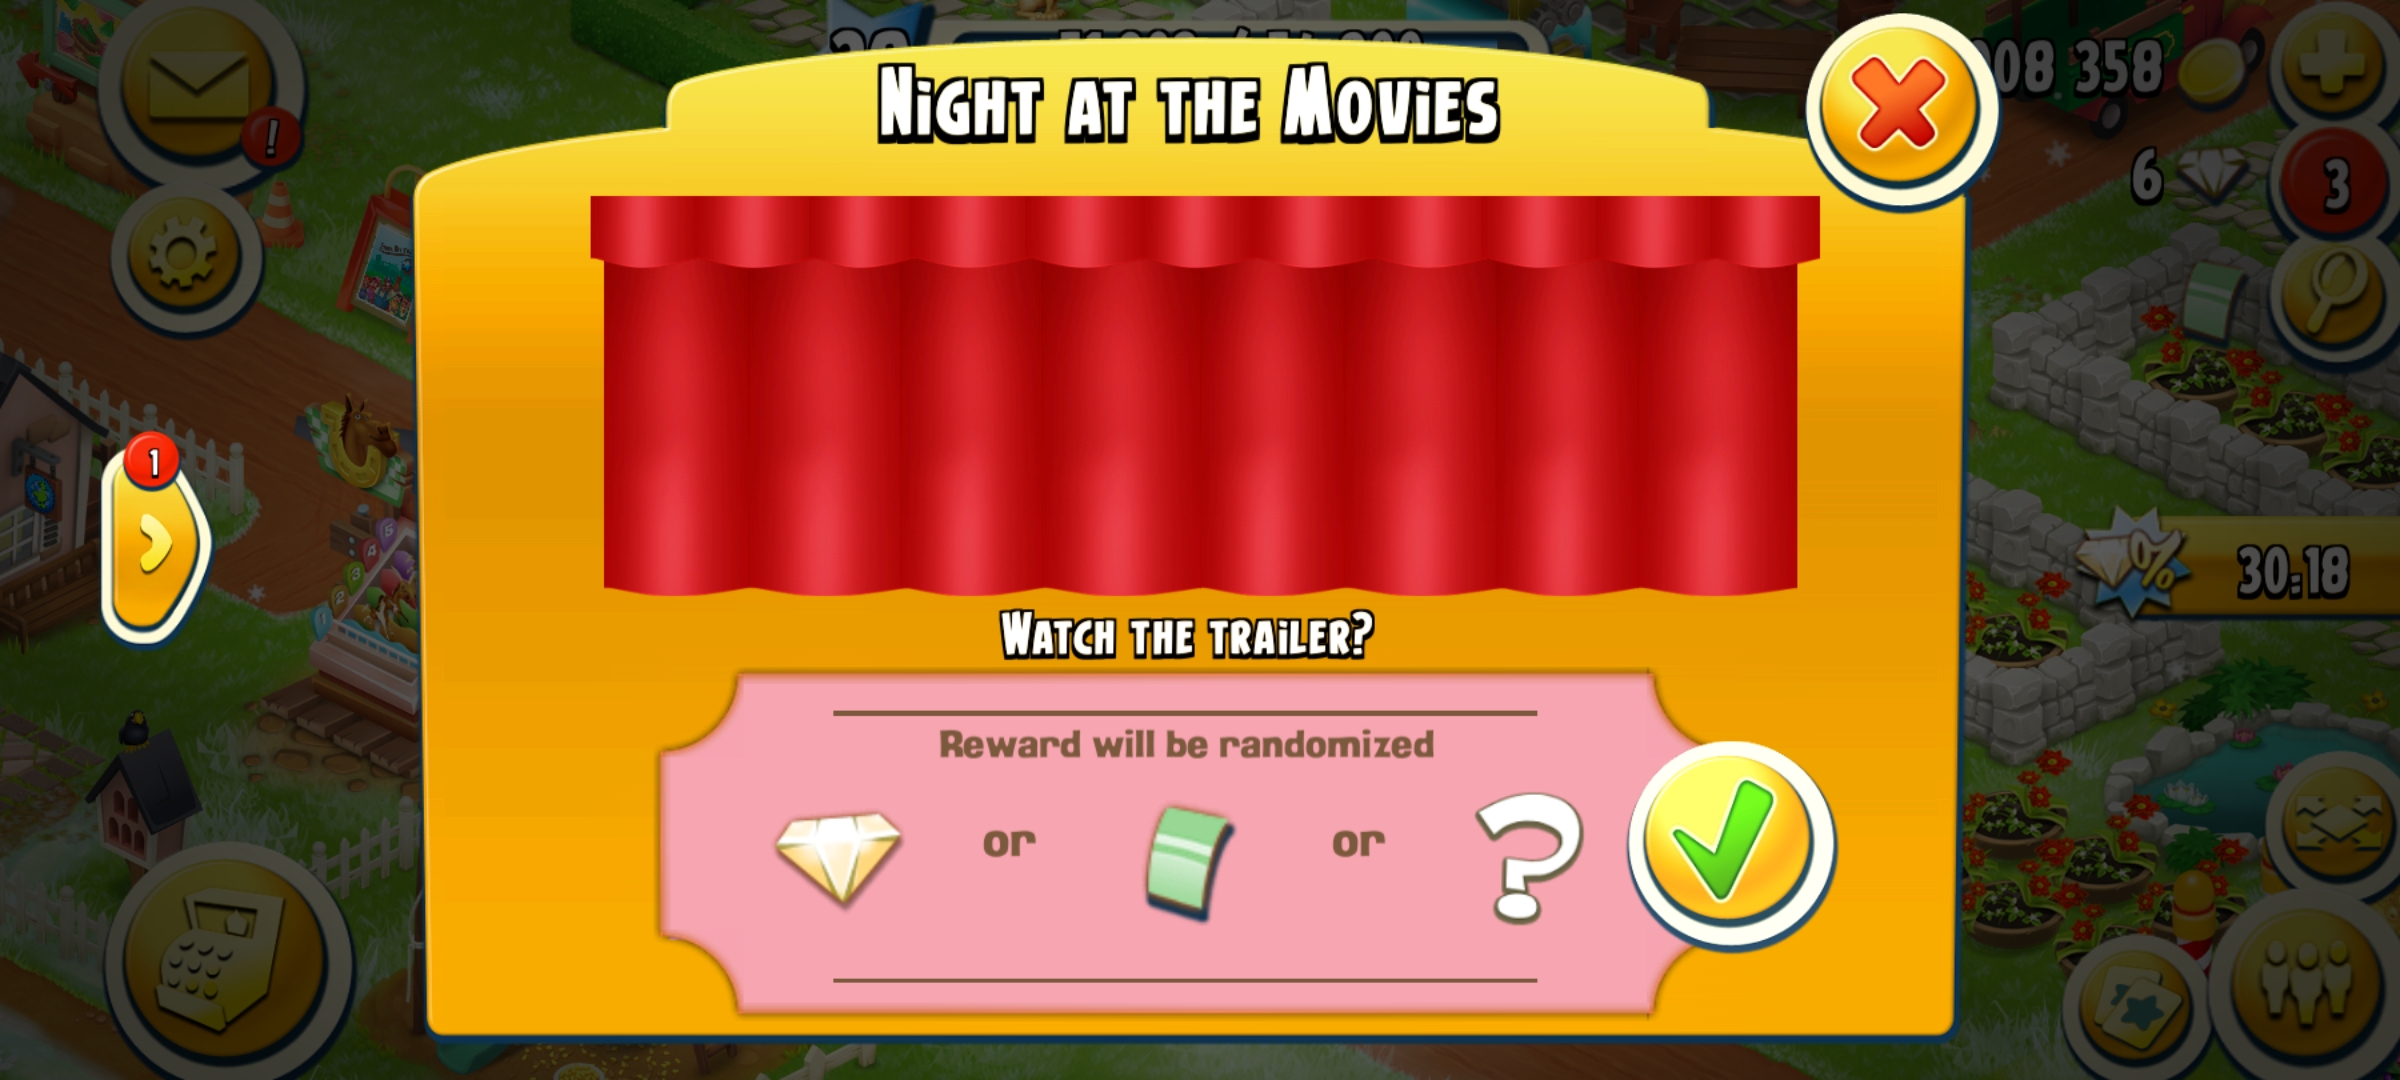 Night at the Movies
!
08 358
6
3
1
30:18
Watch the trailer?
Reward will be randomized
or
or
?